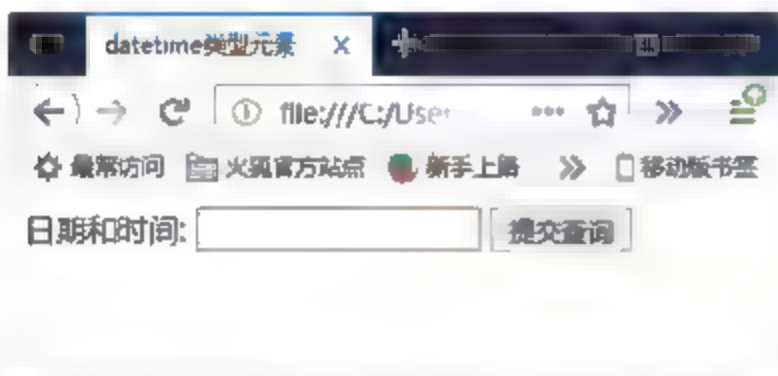 datetime类型元素
file:///C:/User
最常访问 火狐官方站点 新手上路 移动版书签
日期和时间: 提交查询